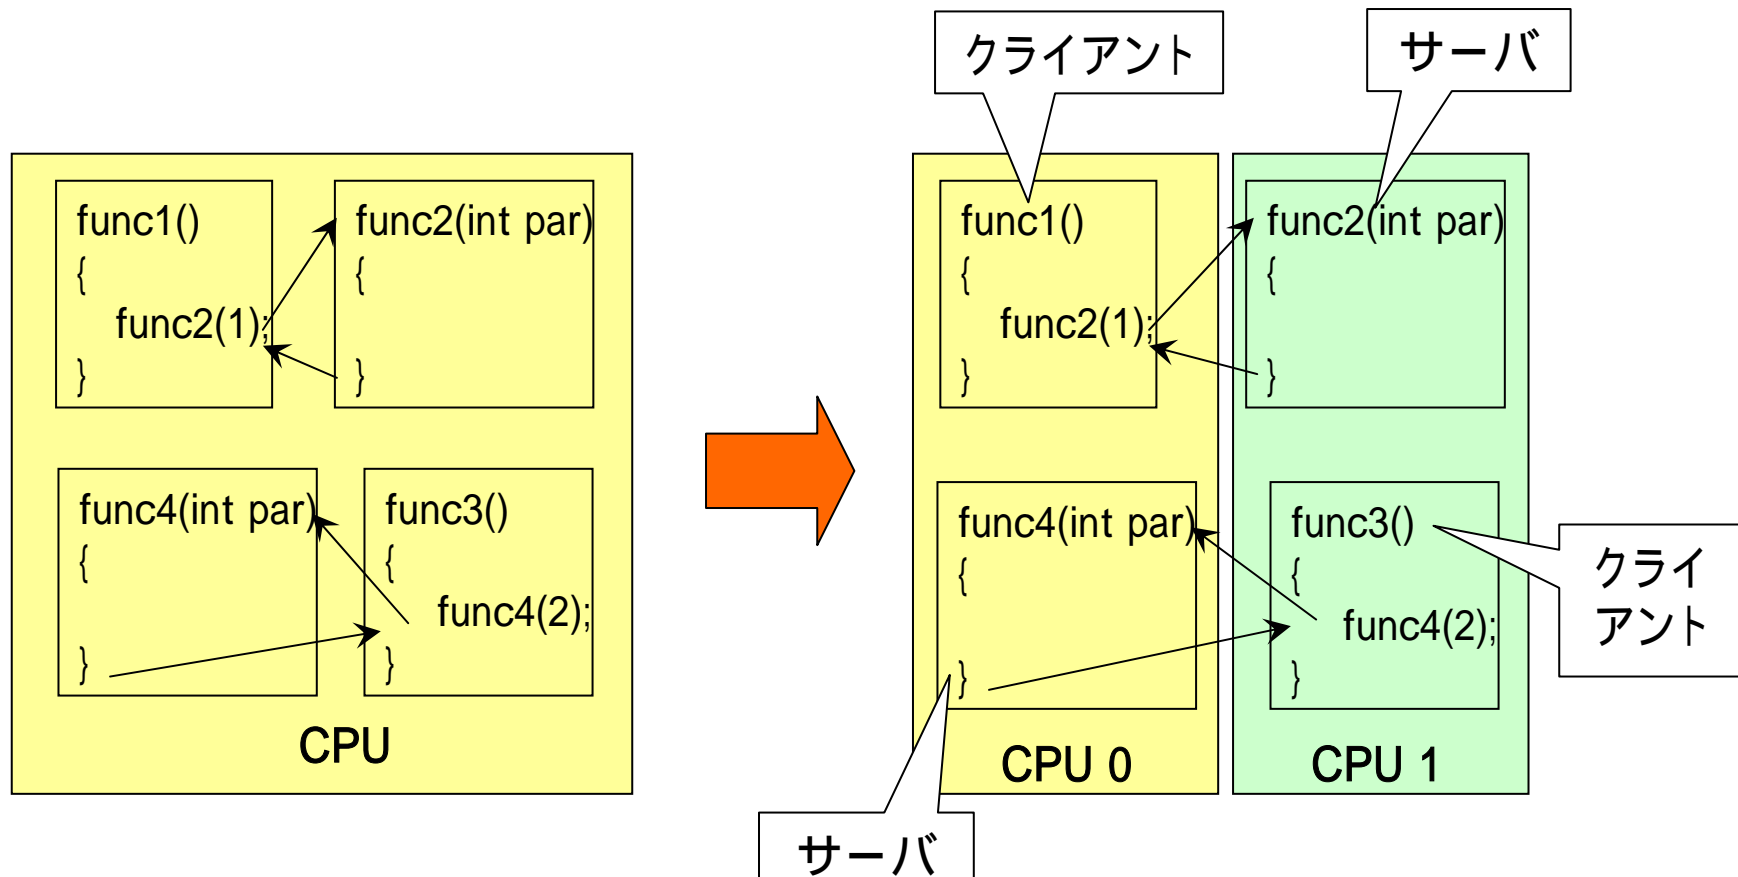 クライアント
サーバ
func1()
{
func2(1);
}
func2(int par)
{
}
func4(int par)
{
}
func3()
{
func4(2);
}
CPU
func1()
{
func2(1);
}
func2(int par)
{
}
func4(int par)
{
}
func3()
{
func4(2);
}
クライ
アント
CPU 0
CPU 1
サーバ